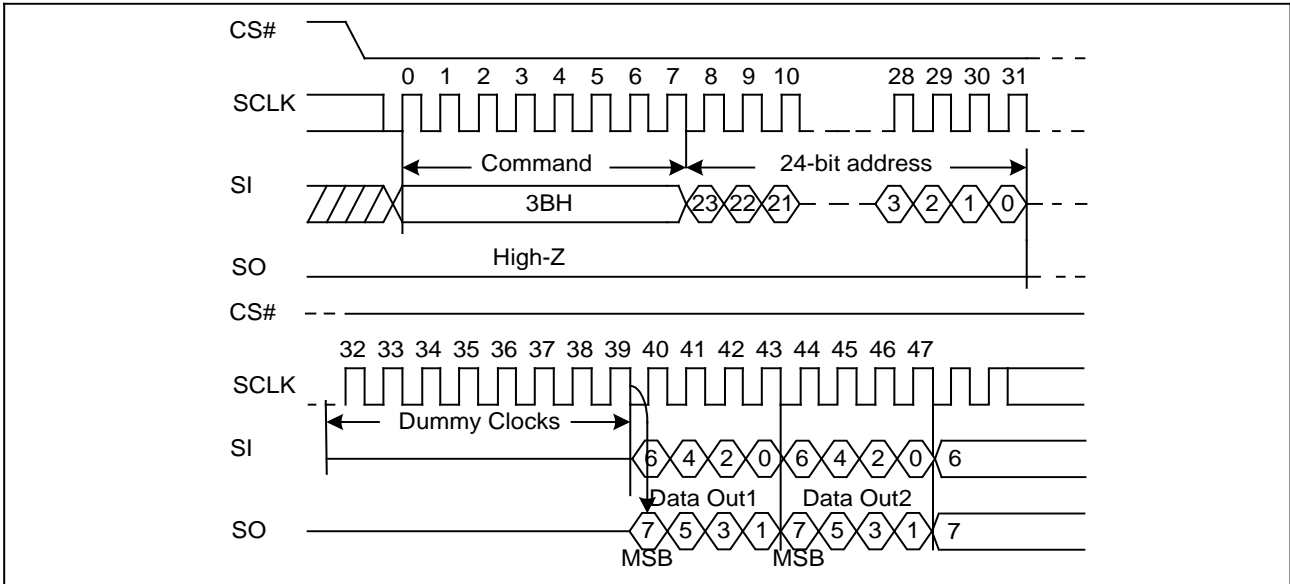 CS#
0 1 2 3 4 5 6 7 8 9 10 28 29 30 31
SCLK
Command 24-bit address
SI
3BH 23 22 21 3 2 1 0
High-Z
SO
CS#
32 33 34 35 36 37 38 39 40 41 42 43 44 45 46 47
SCLK
Dummy Clocks
SI
6 4 2 0 6 4 2 0 6
Data Out1 Data Out2
SO
7 5 3 1 7 5 3 1 7
MSB MSB